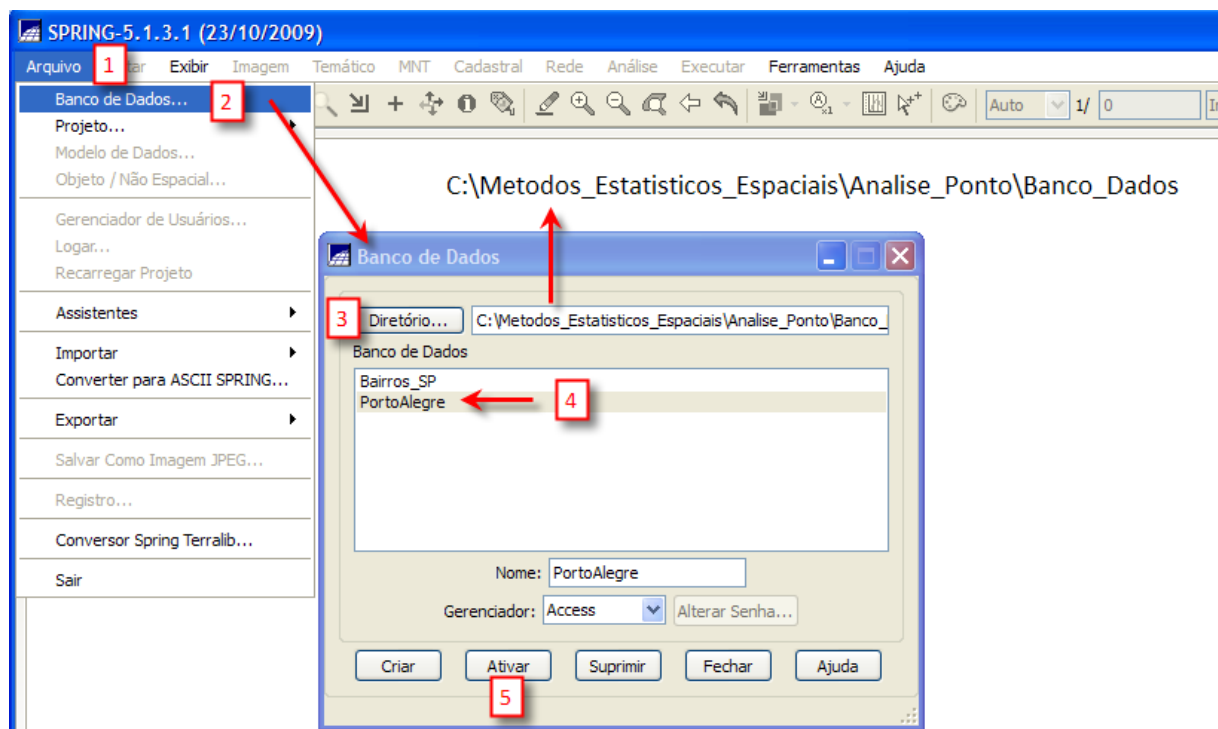 SPRING-5.1.3.1 (23/10/2009)
Arquivo 1 tar Exibir Imagem Temático MNT Cadastral Rede Análise Executar Ferramentas Ajuda
Banco de Dados... 2
Auto 1/ 0
Projeto...
Modelo de Dados...
Objeto / Não Espacial...
C:\Metodos_Estatisticos_Espaciais\Analise_Ponto\Banco_Dados
Gerenciador de Usuários...
Logar...
Recarregar Projeto
Assistentes
Importar
Converter para ASCII SPRING...
Exportar
Salvar Como Imagem JPEG...
Registro...
Conversor Spring Terralib...
Sair
Banco de Dados
3 Diretório... C:\Metodos_Estatisticos_Espaciais\Analise_Ponto\Banco_
Banco de Dados
Bairros_SP
PortoAlegre 4
Nome: PortoAlegre
Gerenciador: Access Alterar Senha...
Criar Ativar Suprimir Fechar Ajuda
5